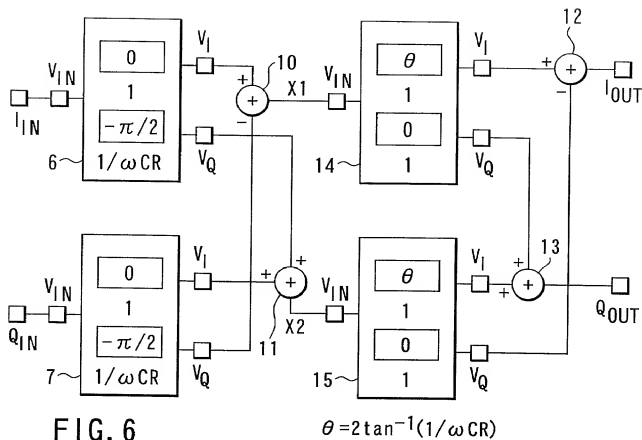 12
V_I
V_I
V_IN
0
10
V_IN
θ
+
+
I_OUT
1
X1
1
−
I_IN
−
−π/2
0
6
1/ωCR
V_Q
14
1
V_Q
V_I
+
V_IN
V_I
+
13
0
+
θ
+
V_IN
1
1
Q_OUT
Q_IN
−π/2
11
X2
0
7
1/ωCR
V_Q
15
1
V_Q
FIG. 6
θ=2tan⁻¹(1/ωCR)